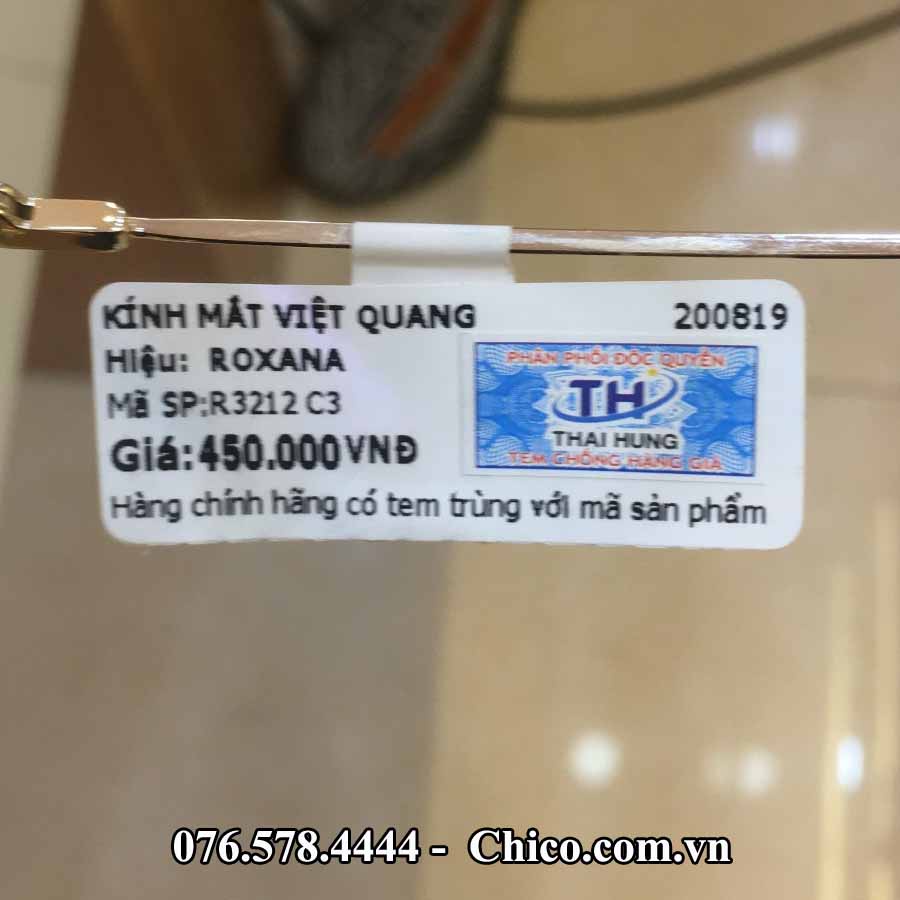 KÍNH MẮT VIỆT QUANG 200819
Hiệu: ROXANA
Mã SP:R3212 C3
Giá:450.000VNĐ
PHÂN PHỐI ĐỘC QUYỀN
TH
THAI HUNG
TEM CHỐNG HÀNG GIẢ
Hàng chính hãng có tem trùng với mã sản phẩm
076.578.4444 - Chico.com.vn